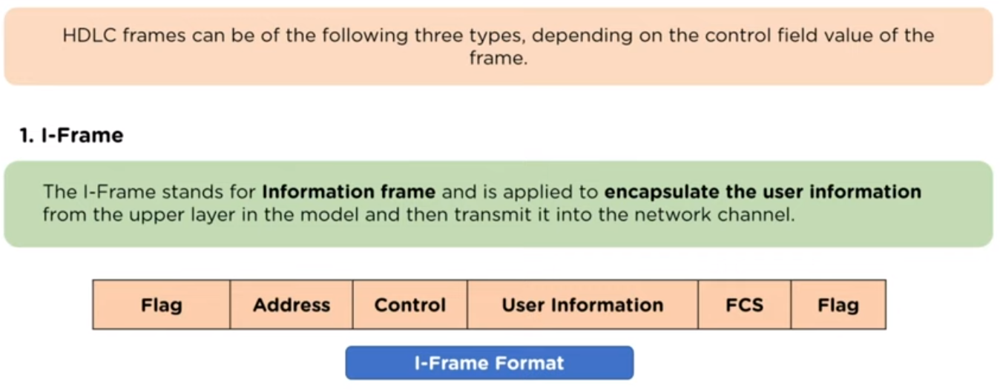 HDLC frames can be of the following three types, depending on the control field value of the
frame.
1. I-Frame
The I-Frame stands for Information frame and is applied to encapsulate the user information
from the upper layer in the model and then transmit it into the network channel.
Flag Address Control User Information FCS Flag
I-Frame Format